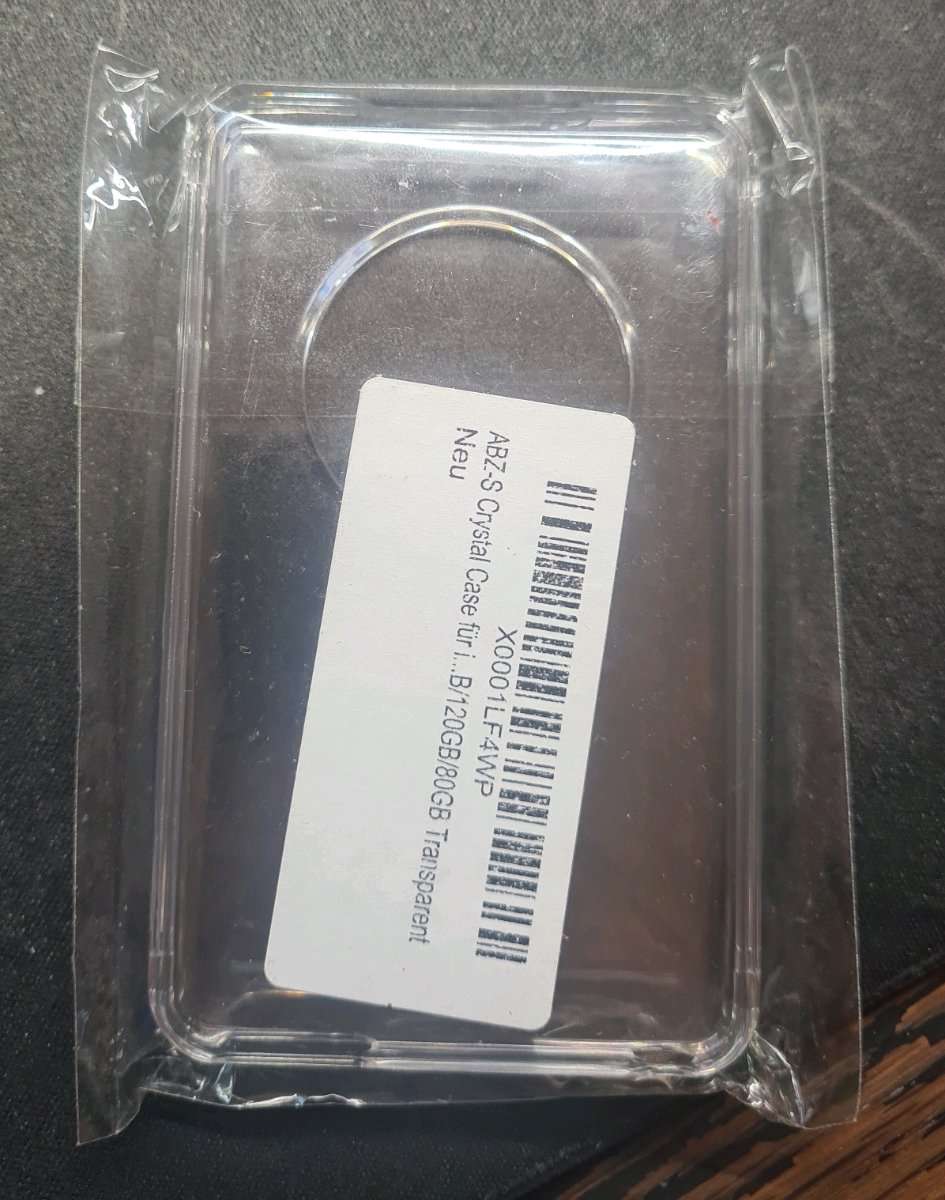 X0001LF4WP
ABZ-S Crystal Case für i...B/120GB/80GB Transparent
Neu